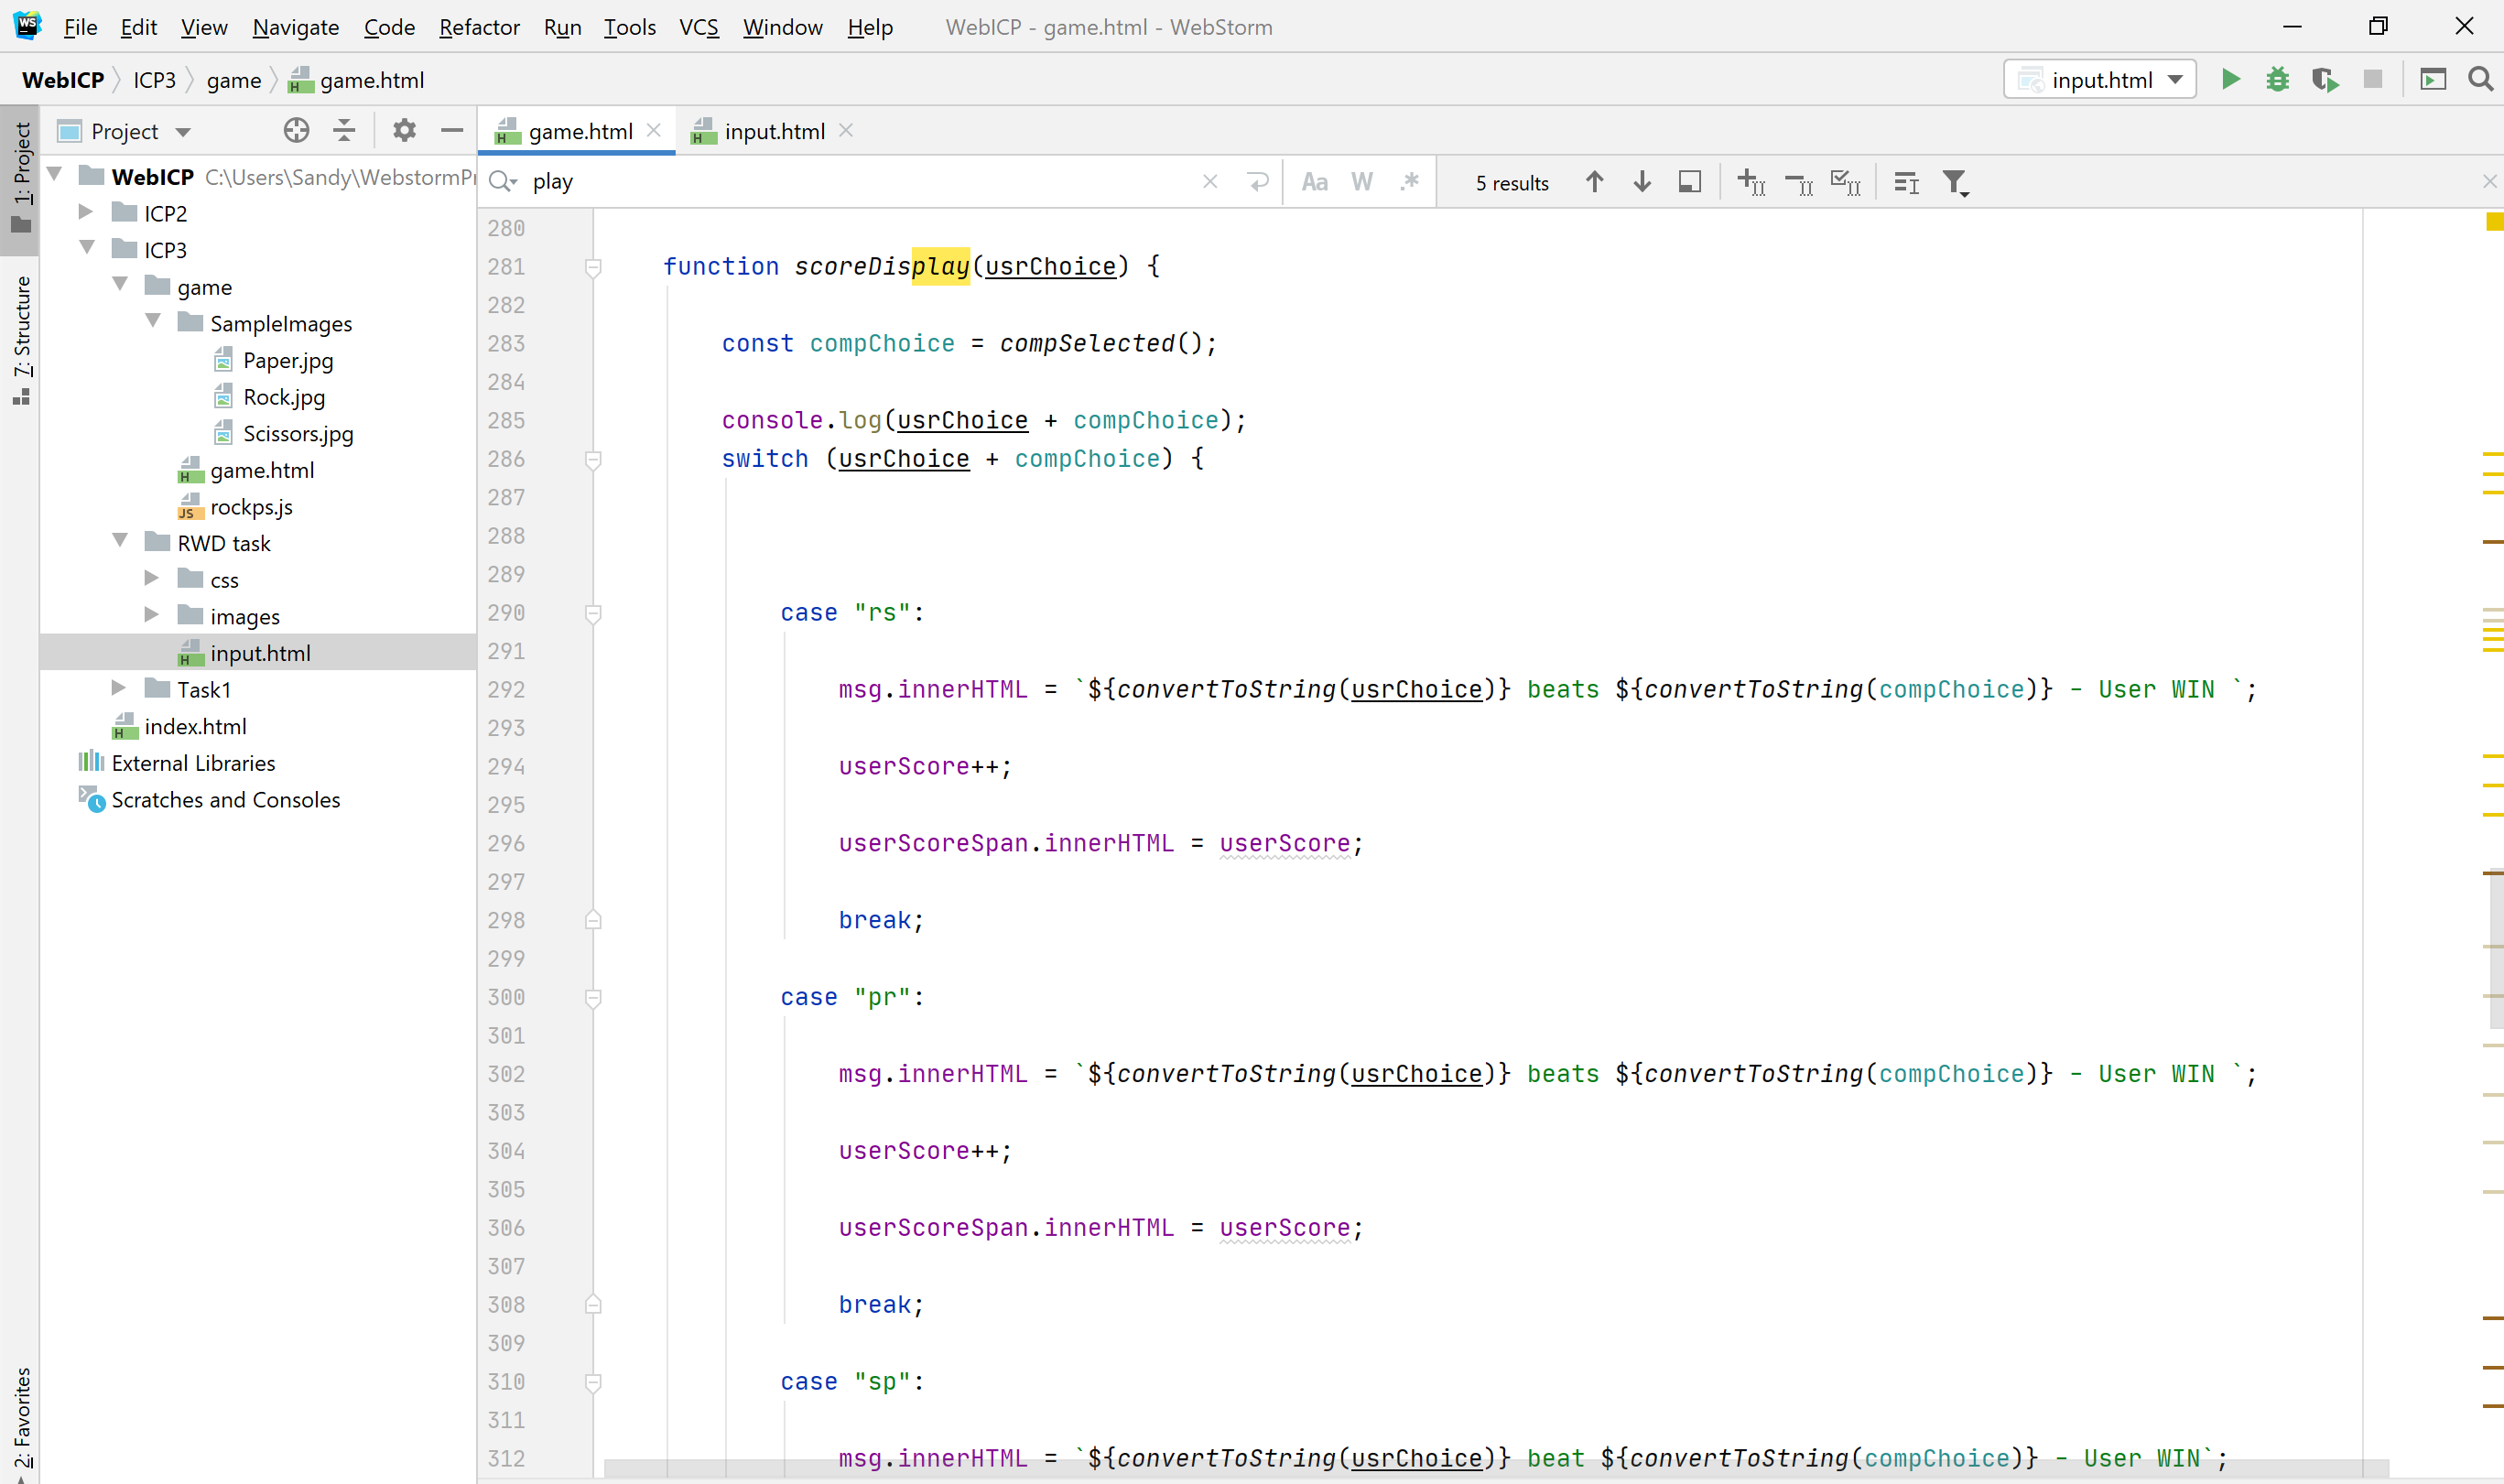 WS File Edit View Navigate Code Refactor Run Tools VCS Window Help WebICP - game.html - WebStorm
WebICP ICP3 game game.html input.html
1: Project
7: Structure
2: Favorites
Project
WebICP C:\Users\Sandy\WebstormPr
ICP2
ICP3
game
SampleImages
Paper.jpg
Rock.jpg
Scissors.jpg
game.html
rockps.js
RWD task
css
images
input.html
Task1
index.html
External Libraries
Scratches and Consoles
game.html input.html
play Aa W .* 5 results
280
281 function scoreDisplay(usrChoice) {
282
283 const compChoice = compSelected();
284
285 console.log(usrChoice + compChoice);
286 switch (usrChoice + compChoice) {
287
288
289
290 case "rs":
291
292 msg.innerHTML = `${convertToString(usrChoice)} beats ${convertToString(compChoice)} - User WIN `;
293
294 userScore++;
295
296 userScoreSpan.innerHTML = userScore;
297
298 break;
299
300 case "pr":
301
302 msg.innerHTML = `${convertToString(usrChoice)} beats ${convertToString(compChoice)} - User WIN `;
303
304 userScore++;
305
306 userScoreSpan.innerHTML = userScore;
307
308 break;
309
310 case "sp":
311
312 msg.innerHTML = `${convertToString(usrChoice)} beat ${convertToString(compChoice)} - User WIN`;